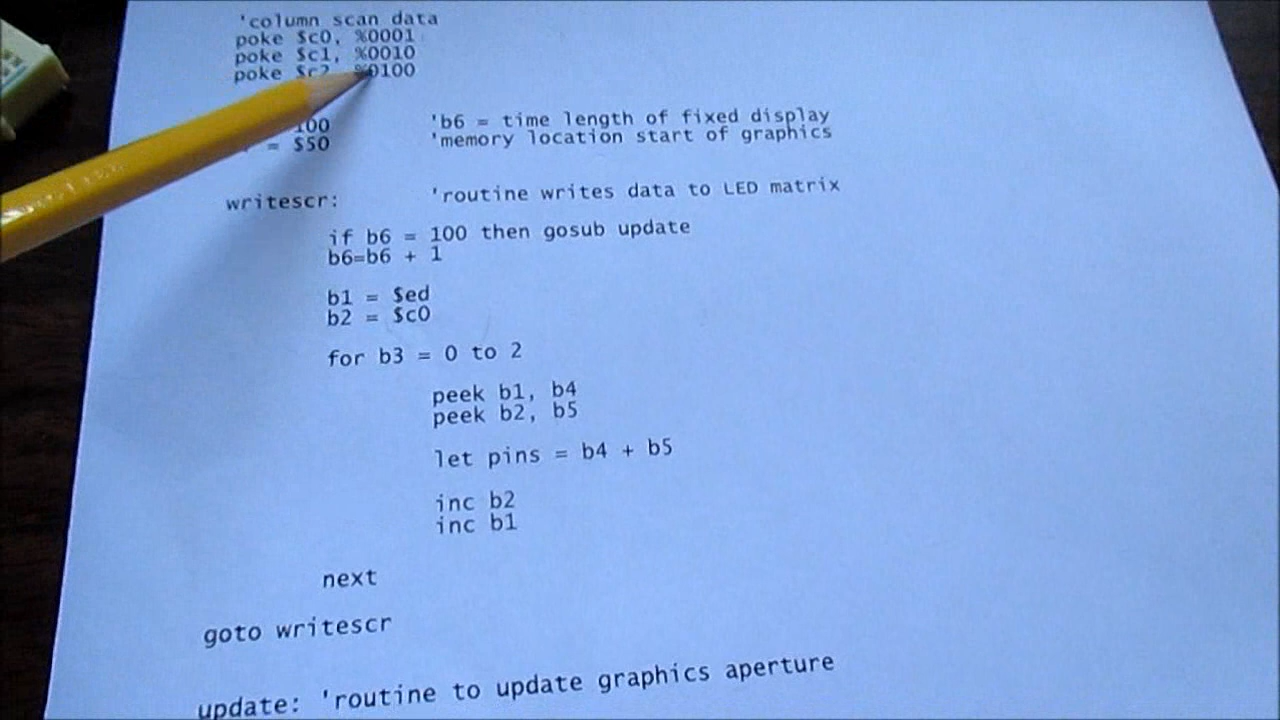 'column scan data
poke $c0, %0001
poke $c1, %0010
poke $c2, %0100
100 'b6 = time length of fixed display
= $50 'memory location start of graphics
writescr: 'routine writes data to LED matrix
if b6 = 100 then gosub update
b6=b6 + 1
b1 = $ed
b2 = $c0
for b3 = 0 to 2
peek b1, b4
peek b2, b5
let pins = b4 + b5
inc b2
inc b1
next
goto writescr
update: 'routine to update graphics aperture